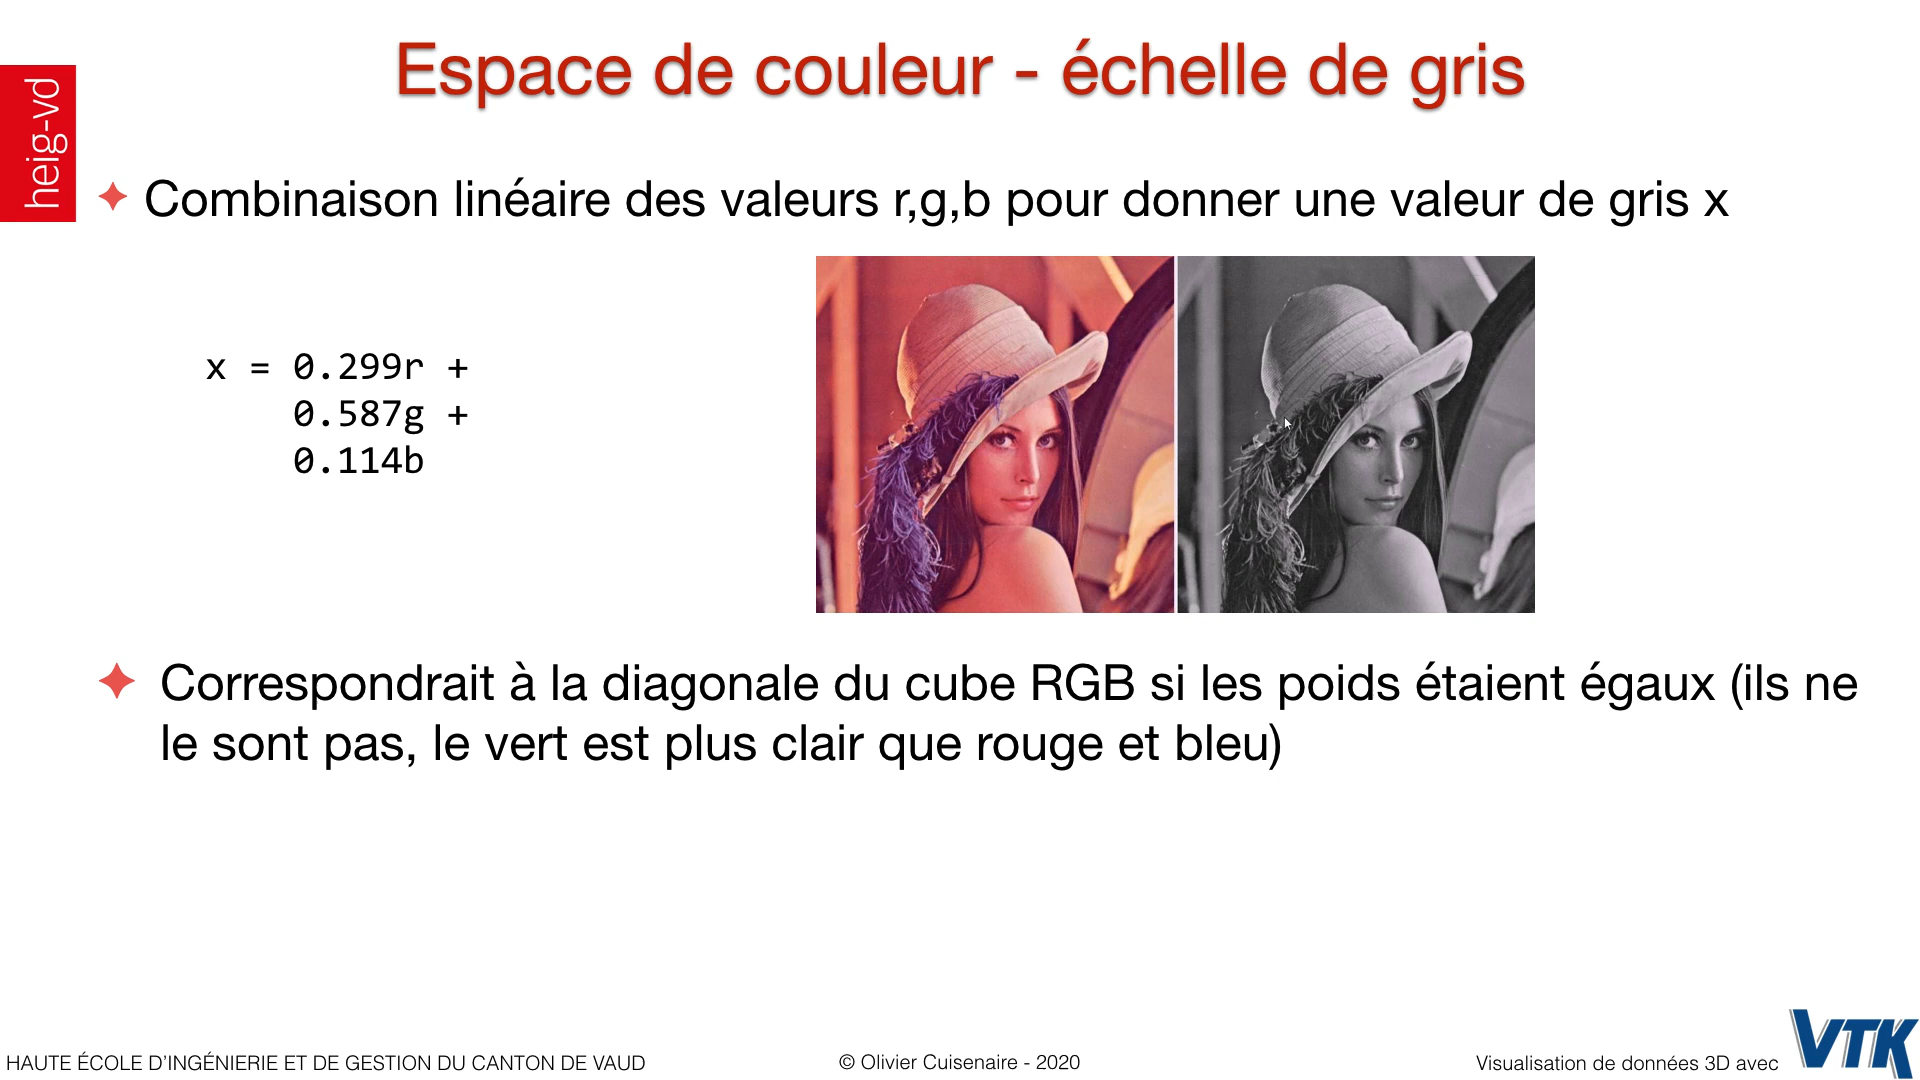 Espace de couleur - échelle de gris
heig-vd
Combinaison linéaire des valeurs r,g,b pour donner une valeur de gris x
x = 0.299r +
0.587g +
0.114b
Correspondrait à la diagonale du cube RGB si les poids étaient égaux (ils ne
le sont pas, le vert est plus clair que rouge et bleu)
HAUTE ÉCOLE D'INGÉNIERIE ET DE GESTION DU CANTON DE VAUD
© Olivier Cuisenaire - 2020
Visualisation de données 3D avec
VTK